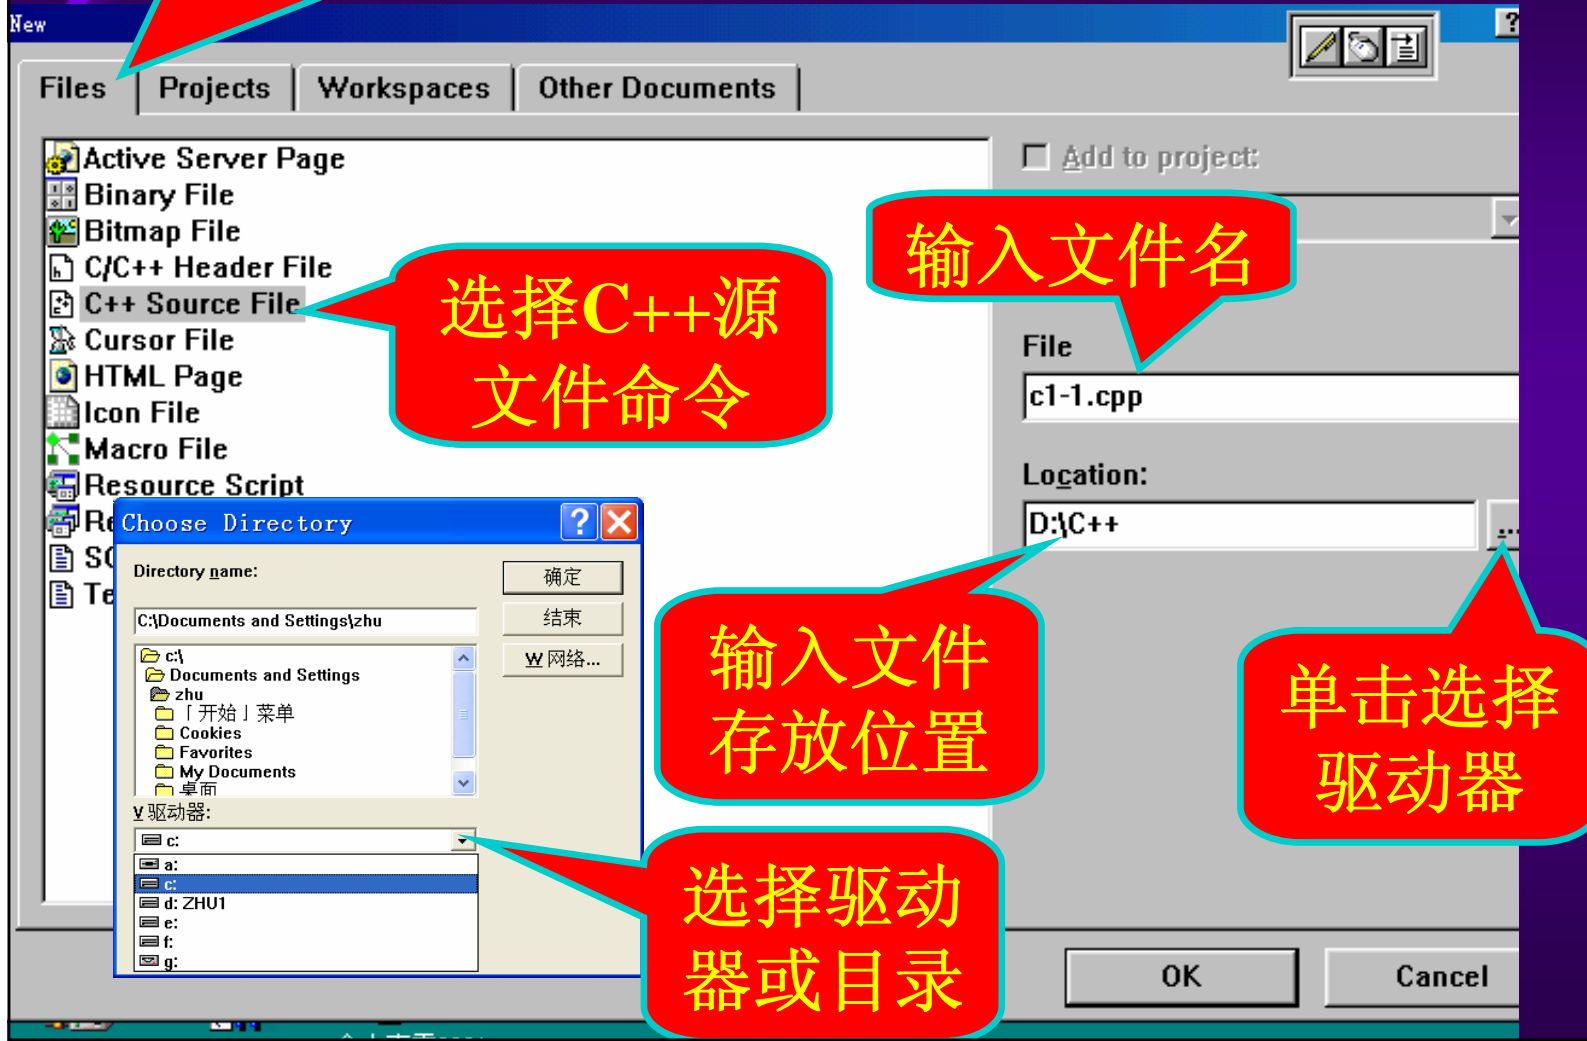 New
?
Files
Projects
Workspaces
Other Documents
Active Server Page
Binary File
Bitmap File
C/C++ Header File
C++ Source File
Cursor File
HTML Page
Icon File
Macro File
Resource Script
Add to project:
输入文件名
选择C++源
文件命令
File
c1-1.cpp
Location:
D:\C++
...
输入文件
存放位置
单击选择
驱动器
Choose Directory
?
Directory name:
确定
C:\Documents and Settings\zhu
结束
W 网络...
c:\
Documents and Settings
zhu
「开始」菜单
Cookies
Favorites
My Documents
桌面
V 驱动器:
c:
a:
c:
d: ZHU1
e:
f:
g:
选择驱动
器或目录
OK
Cancel